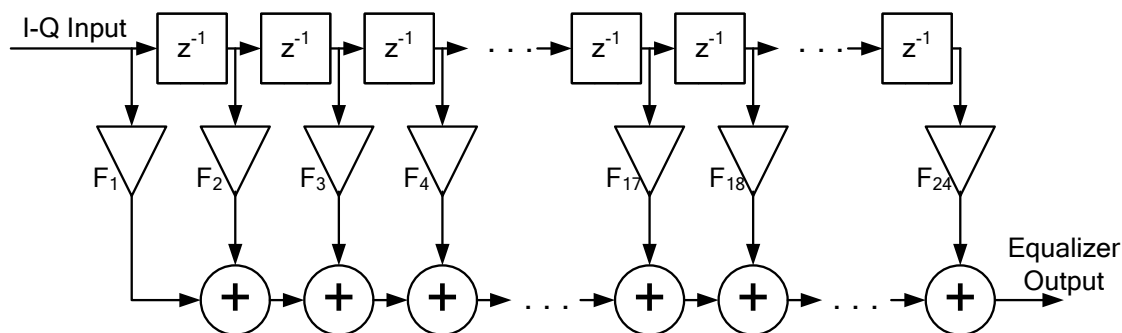 I-Q Input
z⁻¹ z⁻¹ z⁻¹ . . . z⁻¹ z⁻¹ . . . z⁻¹
F₁ F₂ F₃ F₄ F₁₇ F₁₈ F₂₄
+ + + . . . + + . . . +
Equalizer
Output